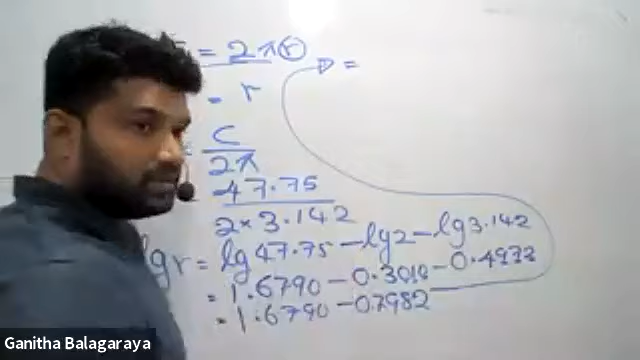 = 2πr
▷ =
= r
= C
2π
47.75
2 × 3.142
lg r = lg 47.75 - lg 2 - lg 3.142
= 1.6790 - 0.3010 - 0.4972
= 1.6790 - 0.7982
Ganitha Balagaraya